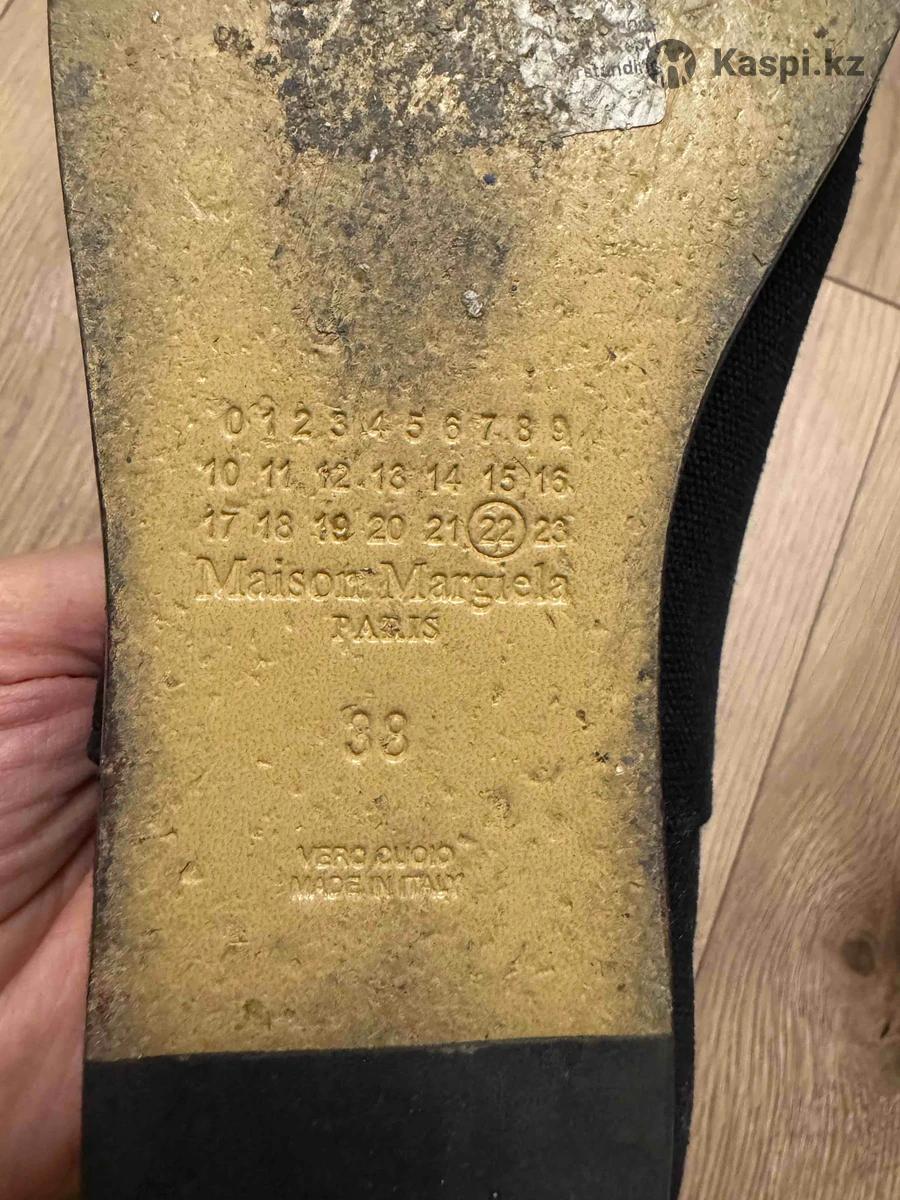 Kaspi.kz
0 1 2 3 4 5 6 7 8 9
10 11 12 13 14 15 16
17 18 19 20 21 22 23
Maison Margiela
PARIS
38
VERO CUOIO
MADE IN ITALY